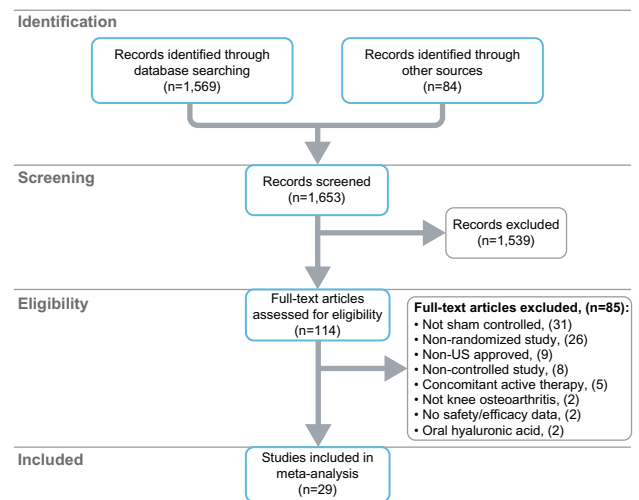 Identification
Records identified through
database searching
(n=1,569)
Records identified through
other sources
(n=84)
Screening
Records screened
(n=1,653)
Records excluded
(n=1,539)
Eligibility
Full-text articles
assessed for eligibility
(n=114)
Full-text articles excluded, (n=85):
• Not sham controlled, (31)
• Non-randomized study, (26)
• Non-US approved, (9)
• Non-controlled study, (8)
• Concomitant active therapy, (5)
• Not knee osteoarthritis, (2)
• No safety/efficacy data, (2)
• Oral hyaluronic acid, (2)
Included
Studies included in
meta-analysis
(n=29)